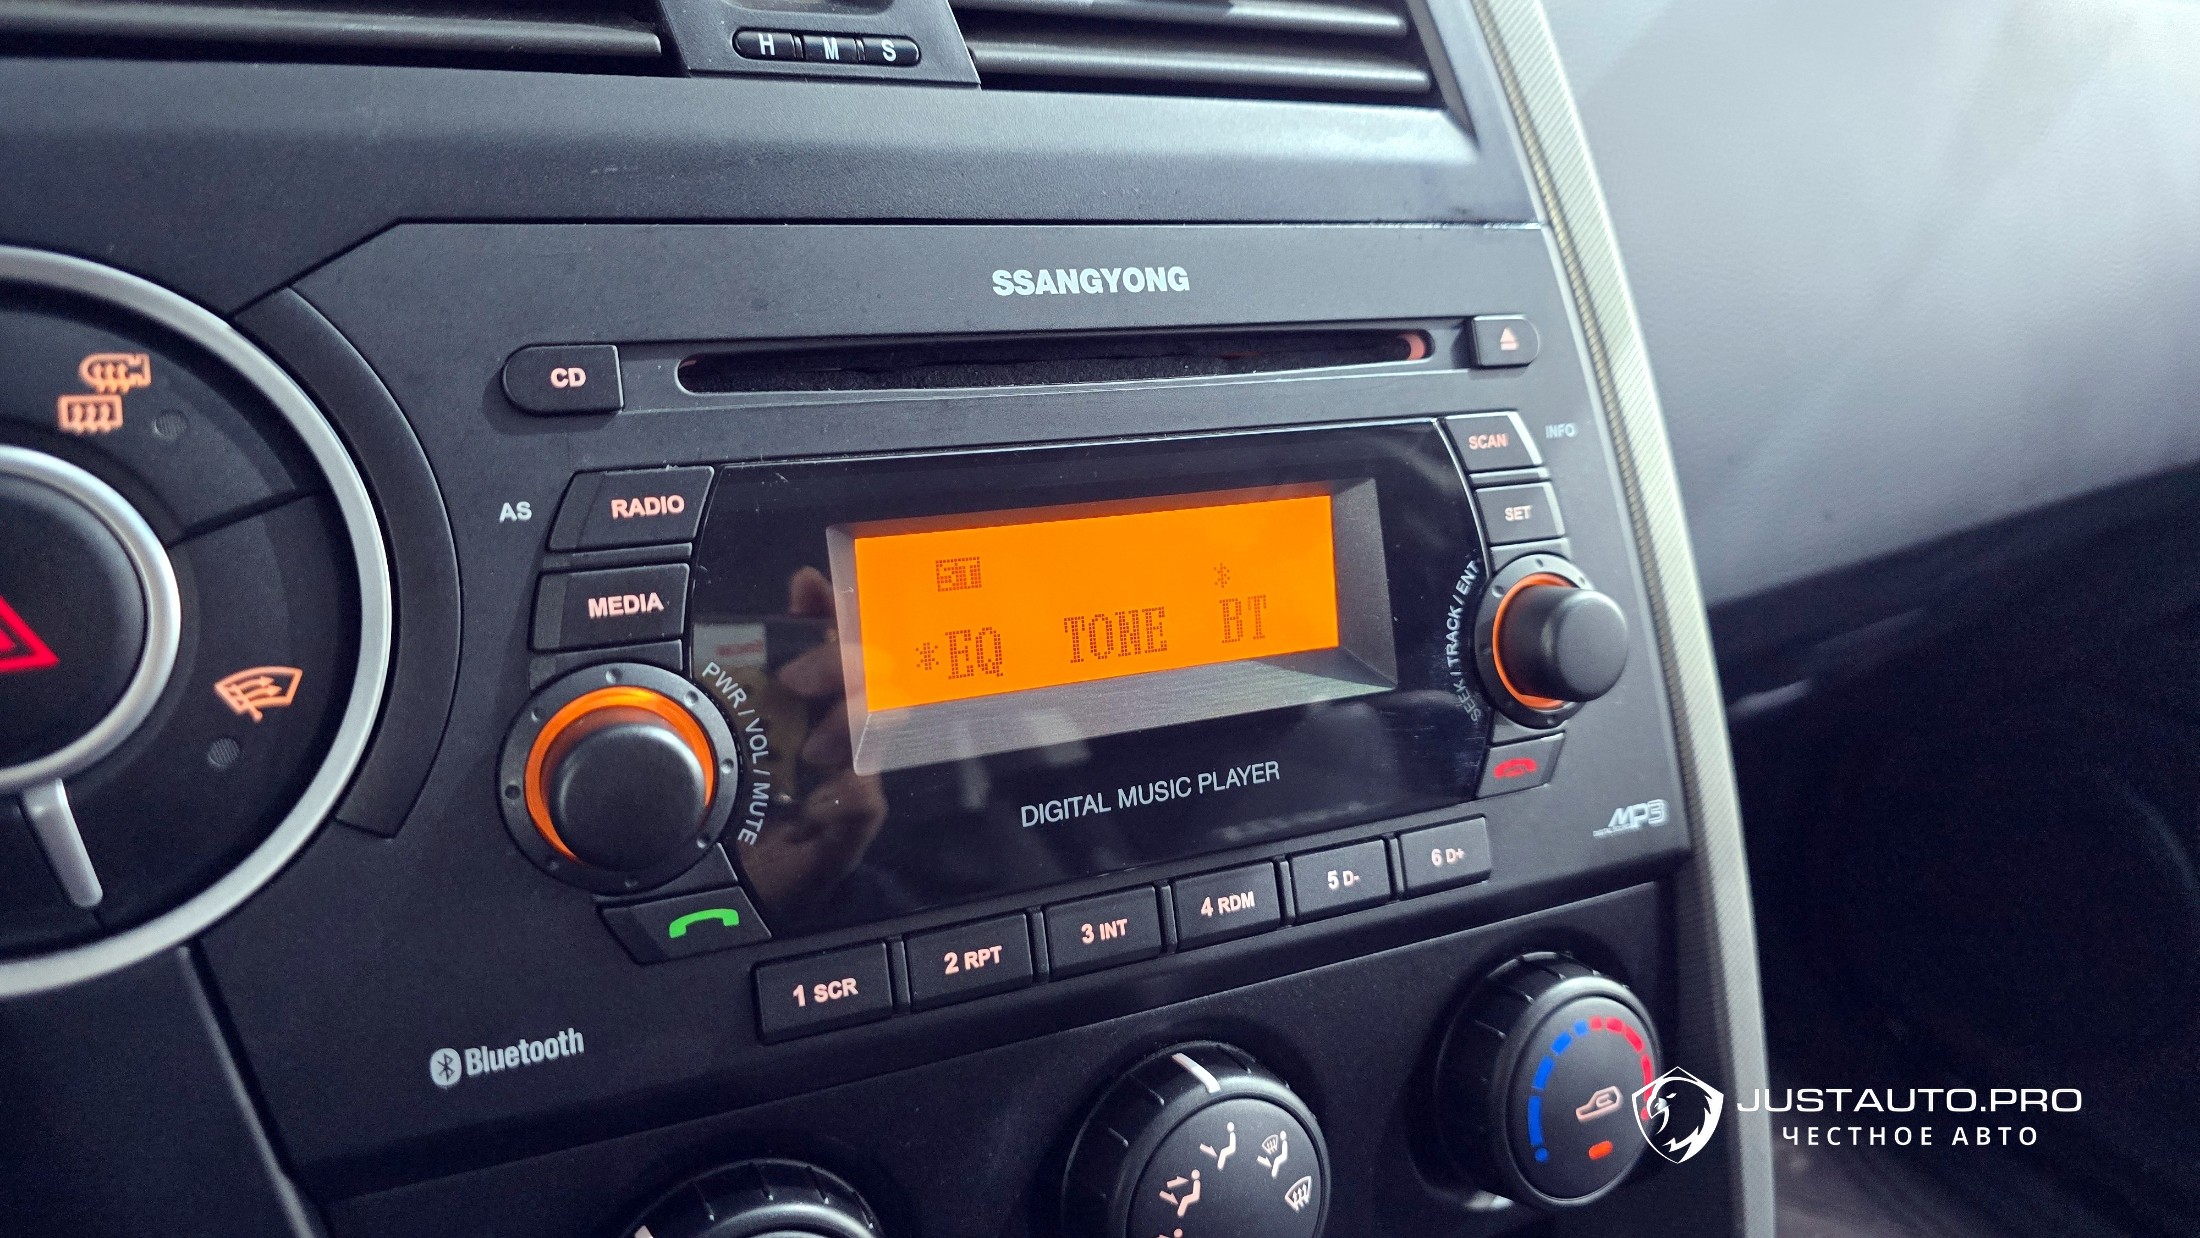 H M S
SSANGYONG
CD
SCAN INFO
AS RADIO
SET
MEDIA
*
*EQ TONE BT
PWR / VOL / MUTE
SEEK / TRACK / ENT
DIGITAL MUSIC PLAYER
MP3
1 SCR 2 RPT 3 INT 4 RDM 5 D- 6 D+
Bluetooth
JUSTAUTO.PRO
ЧЕСТНОЕ АВТО